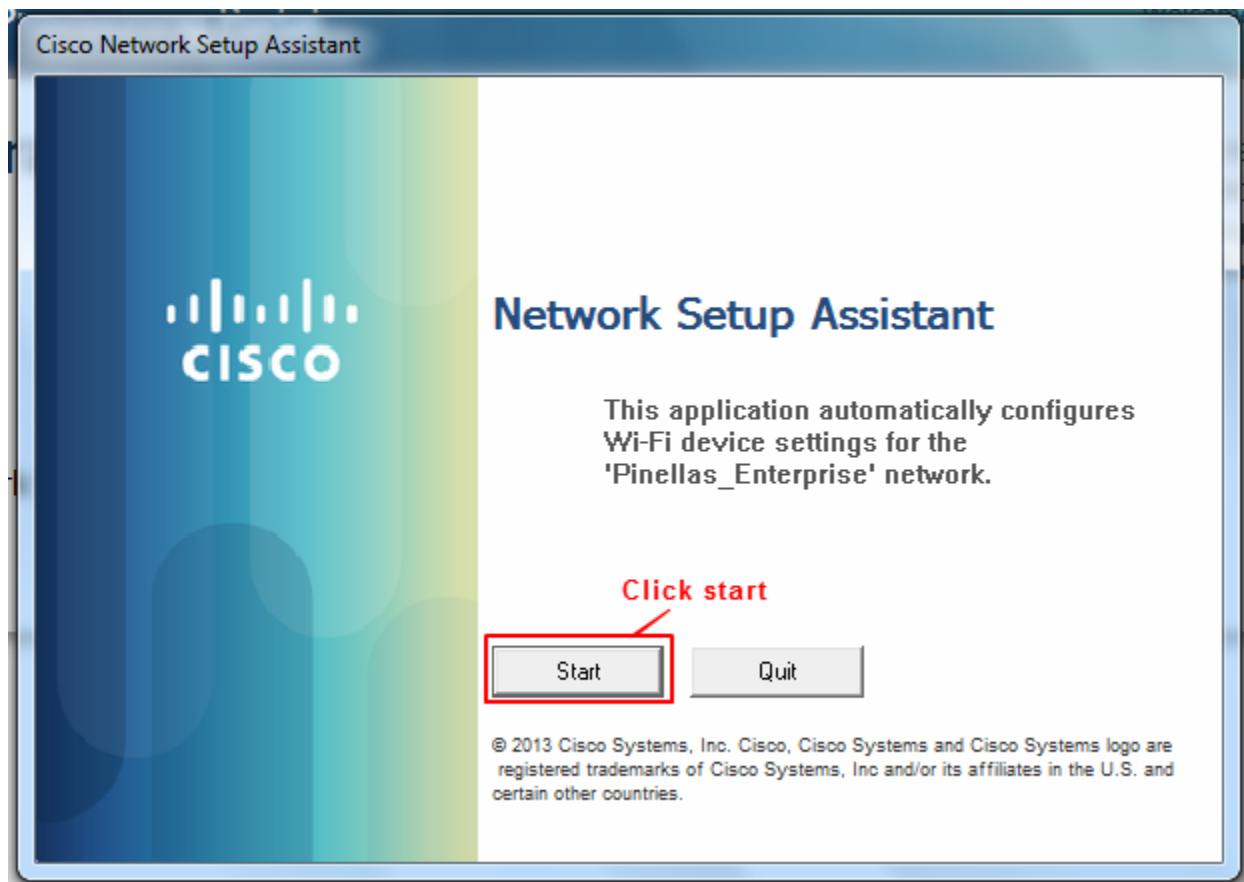 Cisco Network Setup Assistant
CISCO
Network Setup Assistant
This application automatically configures
Wi-Fi device settings for the
'Pinellas_Enterprise' network.
Click start
Start
Quit
© 2013 Cisco Systems, Inc. Cisco, Cisco Systems and Cisco Systems logo are
registered trademarks of Cisco Systems, Inc and/or its affiliates in the U.S. and
certain other countries.